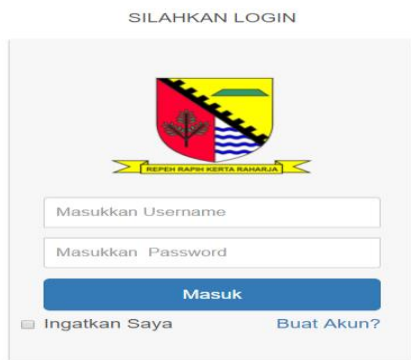 SILAHKAN LOGIN
REPEH RAPIH KERTA RAHARJA
Masukkan Username
Masukkan Password
Masuk
Ingatkan Saya Buat Akun?